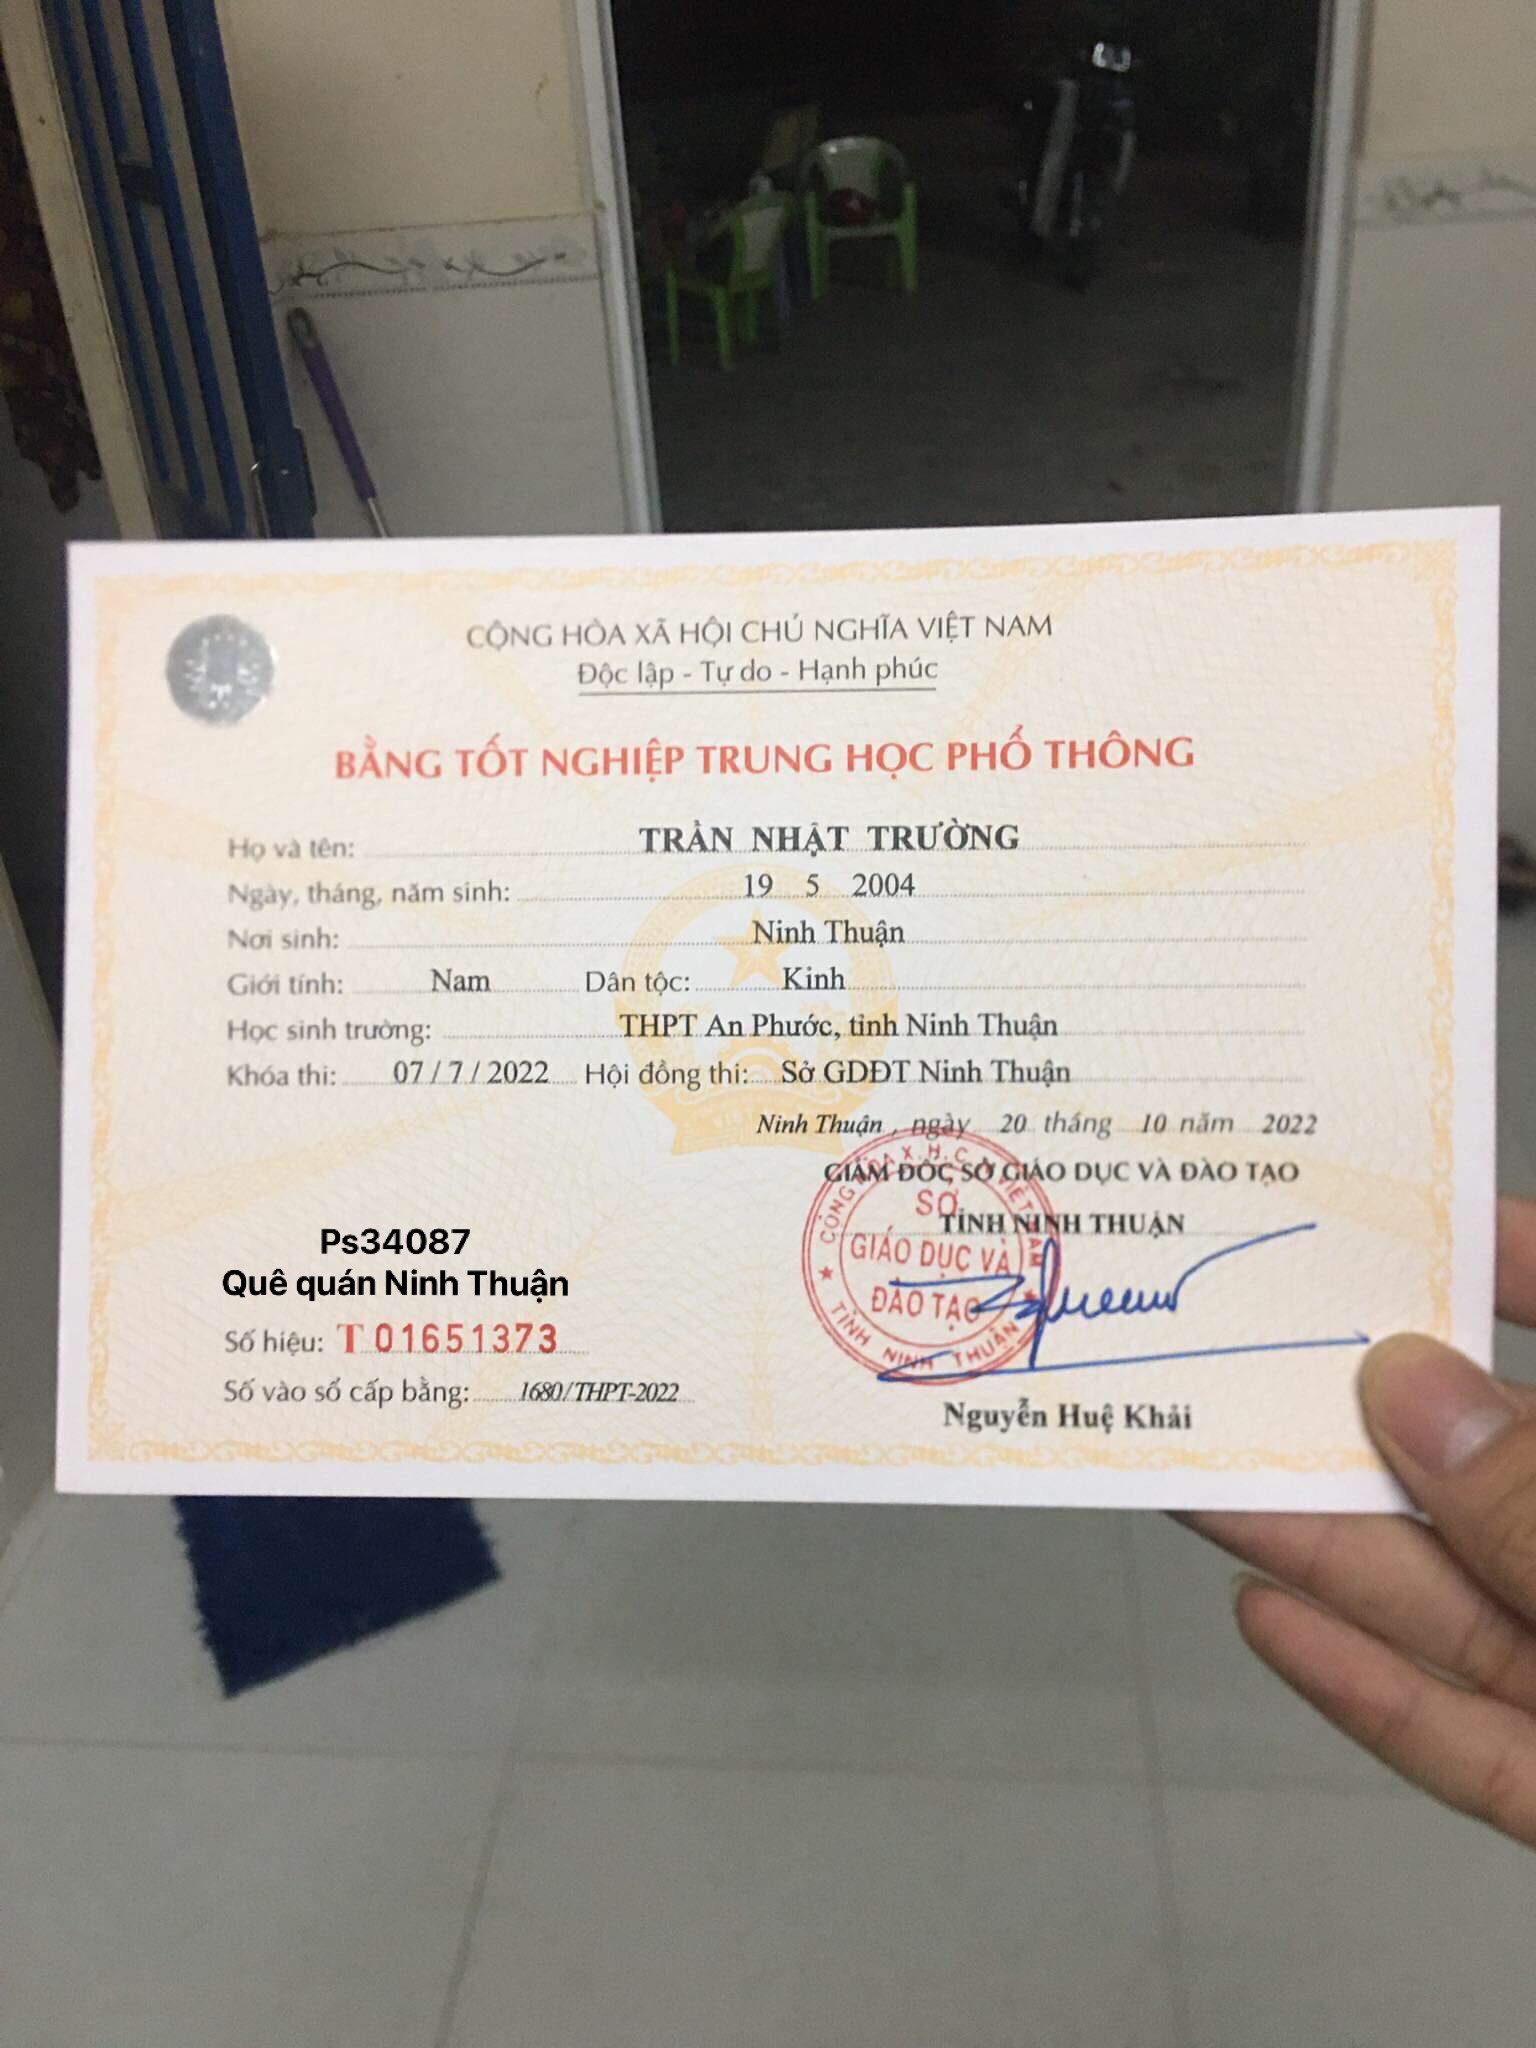 CỘNG HÒA XÃ HỘI CHỦ NGHĨA VIỆT NAM
Độc lập - Tự do - Hạnh phúc
BẰNG TỐT NGHIỆP TRUNG HỌC PHỔ THÔNG
Họ và tên: TRẦN NHẬT TRƯỜNG
Ngày, tháng, năm sinh: 19 5 2004
Nơi sinh: Ninh Thuận
Giới tính: Nam Dân tộc: Kinh
Học sinh trường: THPT An Phước, tỉnh Ninh Thuận
Khóa thi: 07/7/2022 Hội đồng thi: Sở GDĐT Ninh Thuận
Ninh Thuận, ngày 20 tháng 10 năm 2022
GIÁM ĐỐC SỞ GIÁO DỤC VÀ ĐÀO TẠO
TỈNH NINH THUẬN
CỘNG HÒA X.H.C.N VIỆT NAM
SỞ
GIÁO DỤC VÀ
ĐÀO TẠO
TỈNH NINH THUẬN
Ps34087
Quê quán Ninh Thuận
Số hiệu: T 01651373
Số vào sổ cấp bằng: 1680/THPT-2022
Nguyễn Huệ Khải